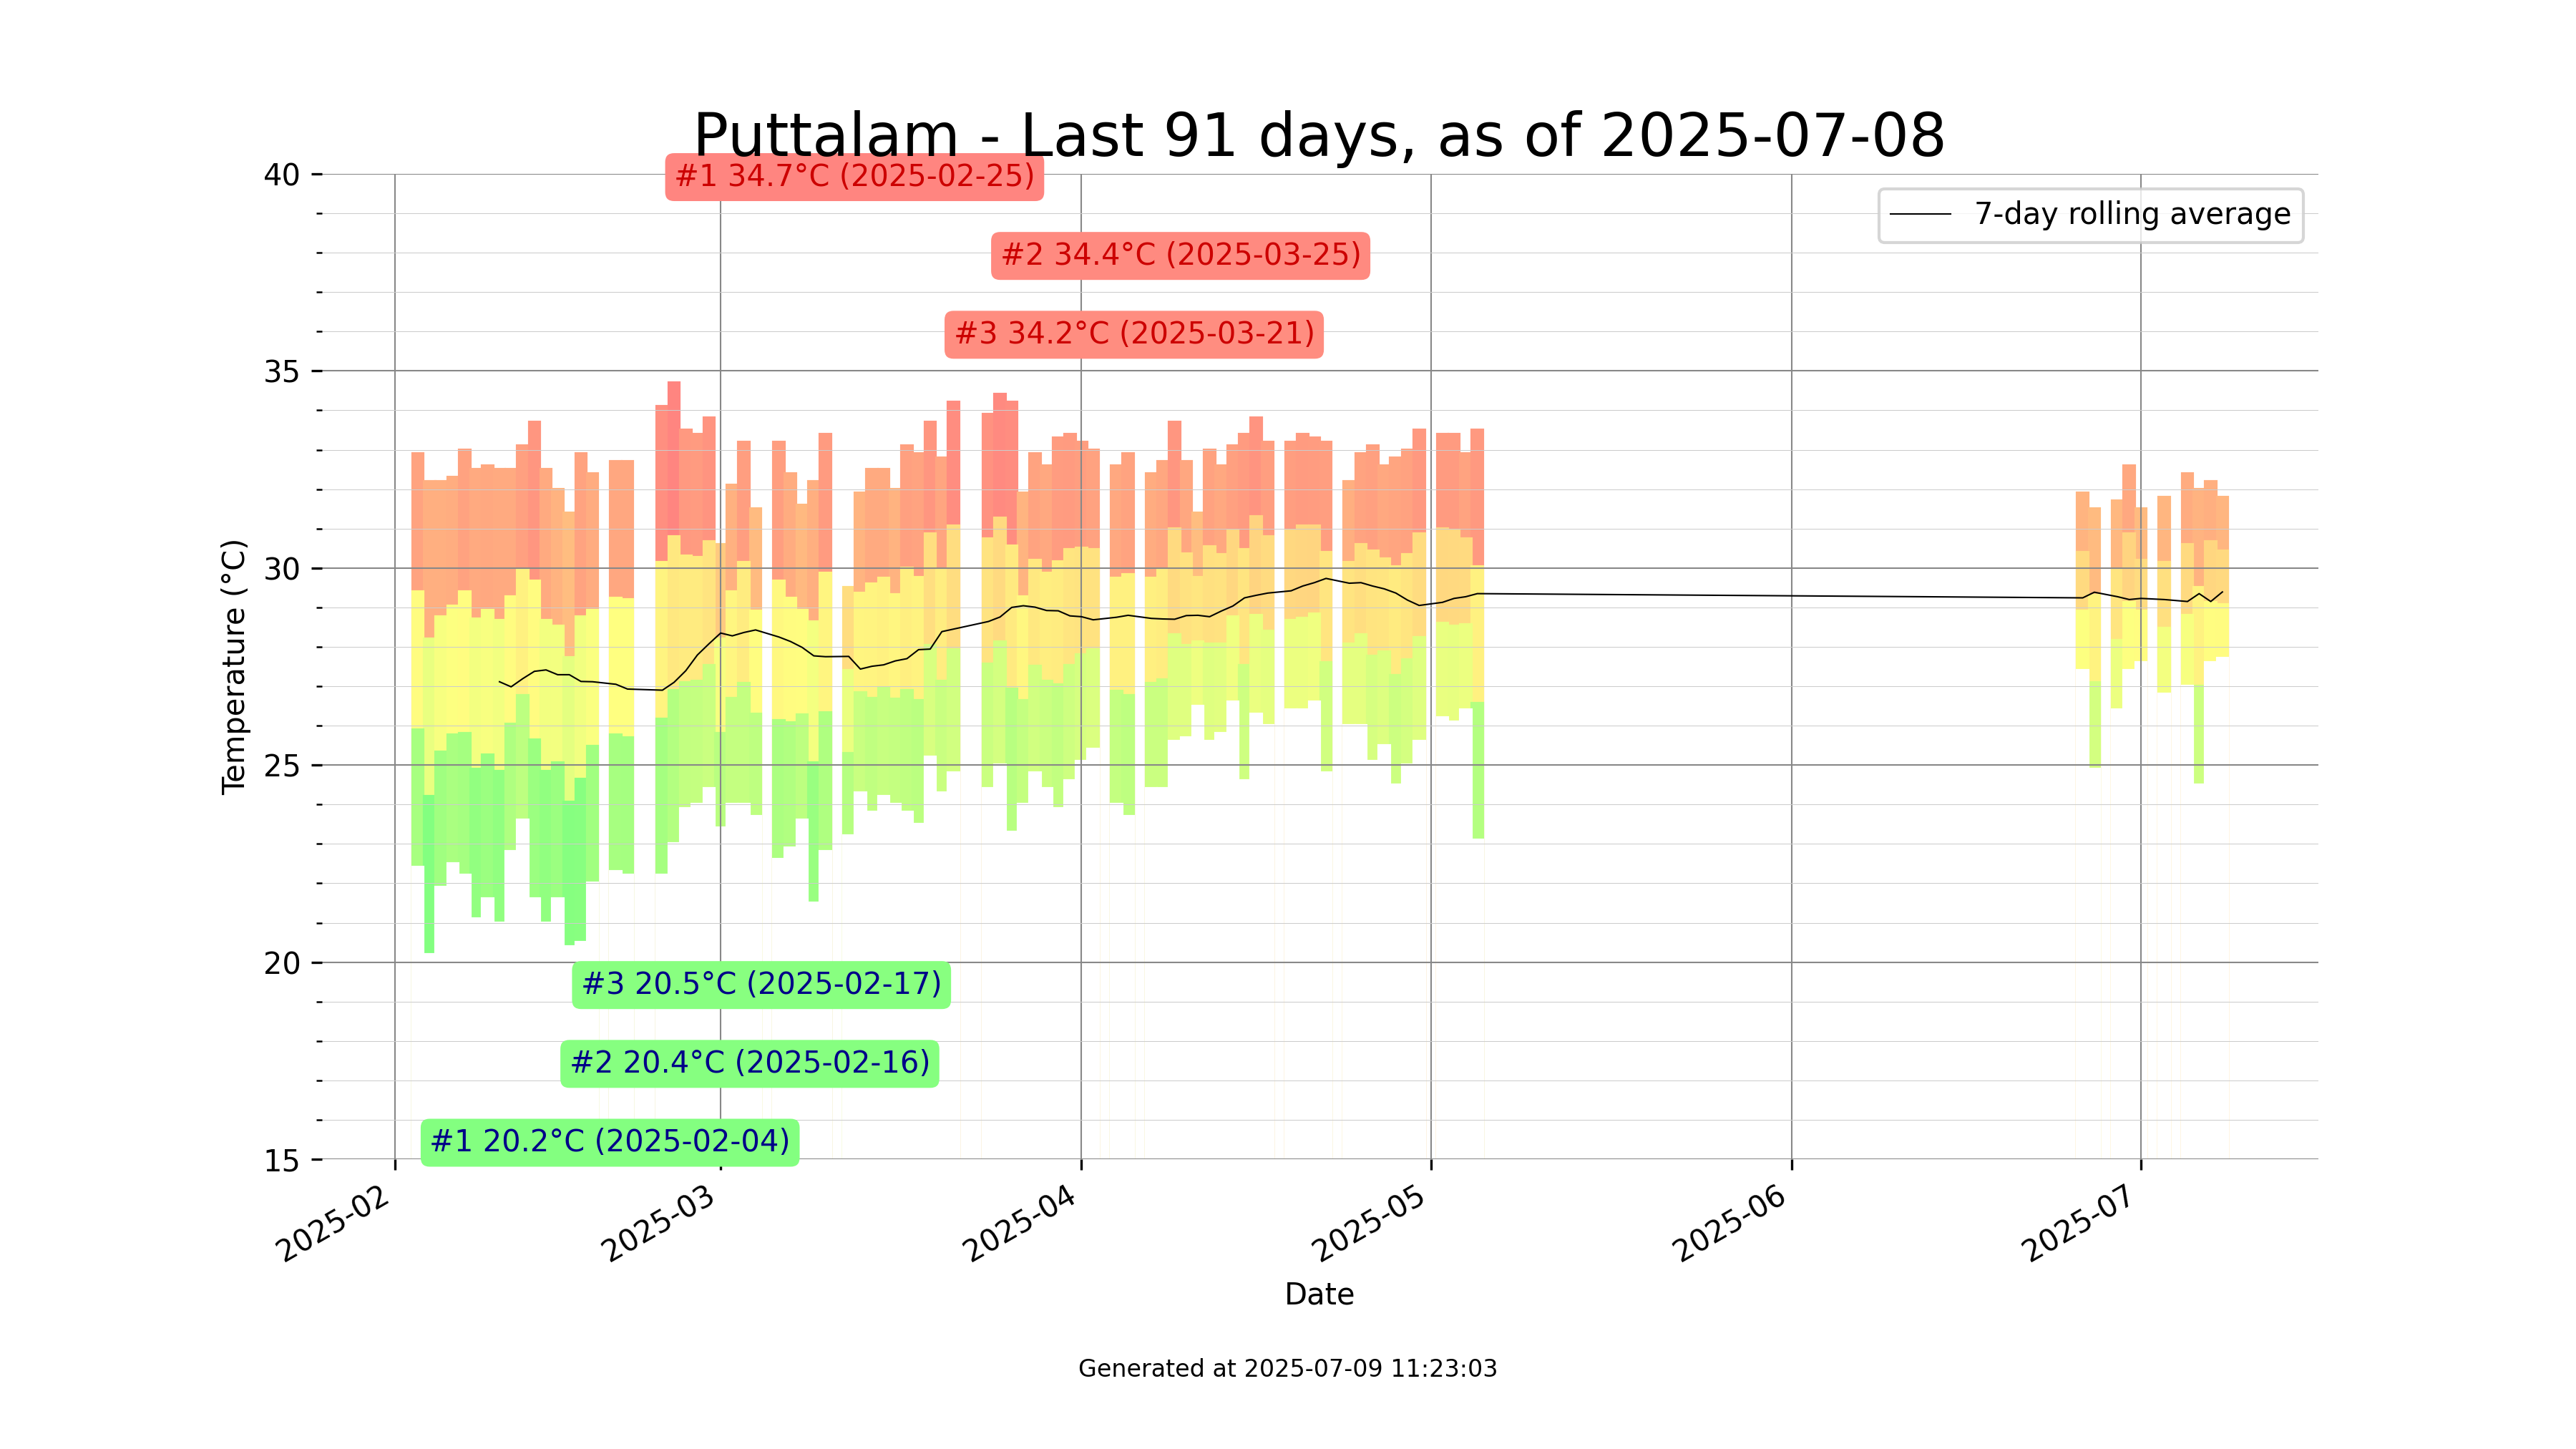 Puttalam - Last 91 days, as of 2025-07-08
#1 34.7°C (2025-02-25)
7-day rolling average
#2 34.4°C (2025-03-25)
#3 34.2°C (2025-03-21)
40
35
30
25
20
15
Temperature (°C)
#3 20.5°C (2025-02-17)
#2 20.4°C (2025-02-16)
#1 20.2°C (2025-02-04)
2025-02
2025-03
2025-04
2025-05
2025-06
2025-07
Date
Generated at 2025-07-09 11:23:03